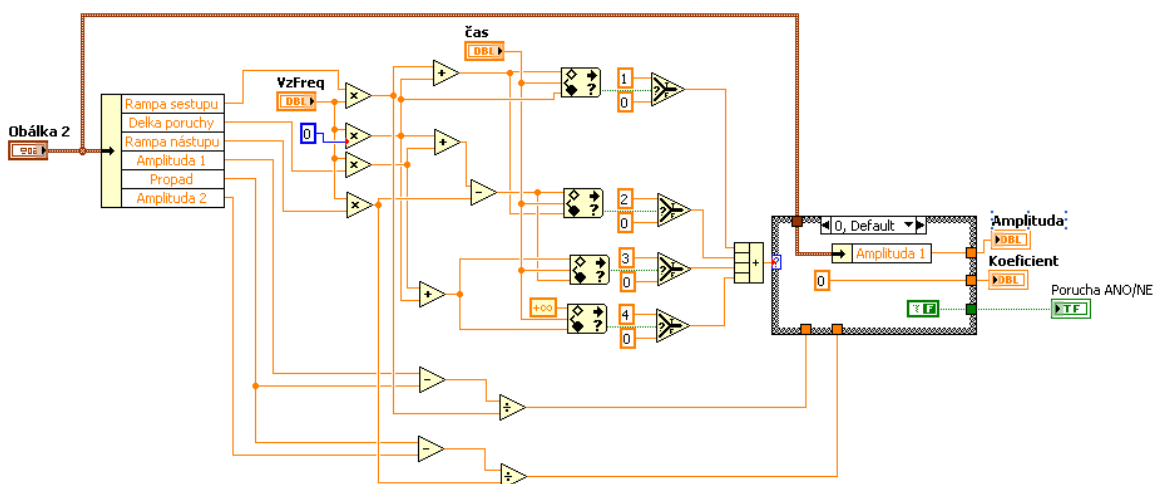 čas
DBL
VzFreq
DBL
Obálka 2
Rampa sestupu
Delka poruchy
Rampa nástupu
Amplituda 1
Propad
Amplituda 2
0
×
×
×
×
+
+
-
+
-
÷
-
÷
+∞
?
?
?
?
1
0
2
0
3
0
4
0
?
T
F
?
T
F
?
T
F
?
T
F
+
?
0, Default
Amplituda 1
0
F
Amplituda
DBL
Koeficient
DBL
Porucha ANO/NE
TF